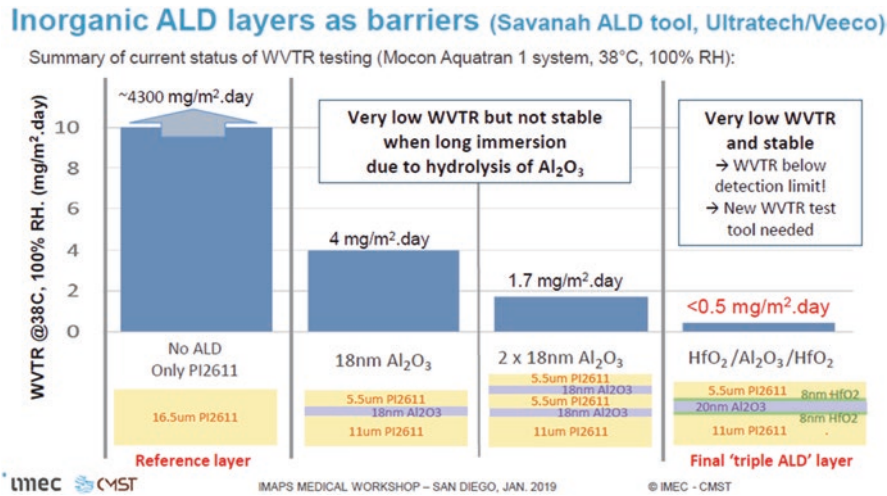 Inorganic ALD layers as barriers (Savanah ALD tool, Ultratech/Veeco)
Summary of current status of WVTR testing (Mocon Aquatran 1 system, 38°C, 100% RH):
WVTR @38C, 100% RH. (mg/m².day)
10
8
6
4
2
0
~4300 mg/m².day
Very low WVTR but not stable
when long immersion
due to hydrolysis of Al₂O₃
Very low WVTR
and stable
→ WVTR below
detection limit!
→ New WVTR test
tool needed
4 mg/m².day
1.7 mg/m².day
<0.5 mg/m².day
No ALD
Only PI2611
18nm Al₂O₃
2 x 18nm Al₂O₃
HfO₂/Al₂O₃/HfO₂
16.5um PI2611
Reference layer
5.5um PI2611
18nm Al2O3
11um PI2611
5.5um PI2611
18nm Al2O3
5.5um PI2611
18nm Al2O3
11um PI2611
5.5um PI2611
8nm HfO2
20nm Al2O3
8nm HfO2
11um PI2611
Final 'triple ALD' layer
imec CMST
IMAPS MEDICAL WORKSHOP – SAN DIEGO, JAN. 2019
© IMEC - CMST